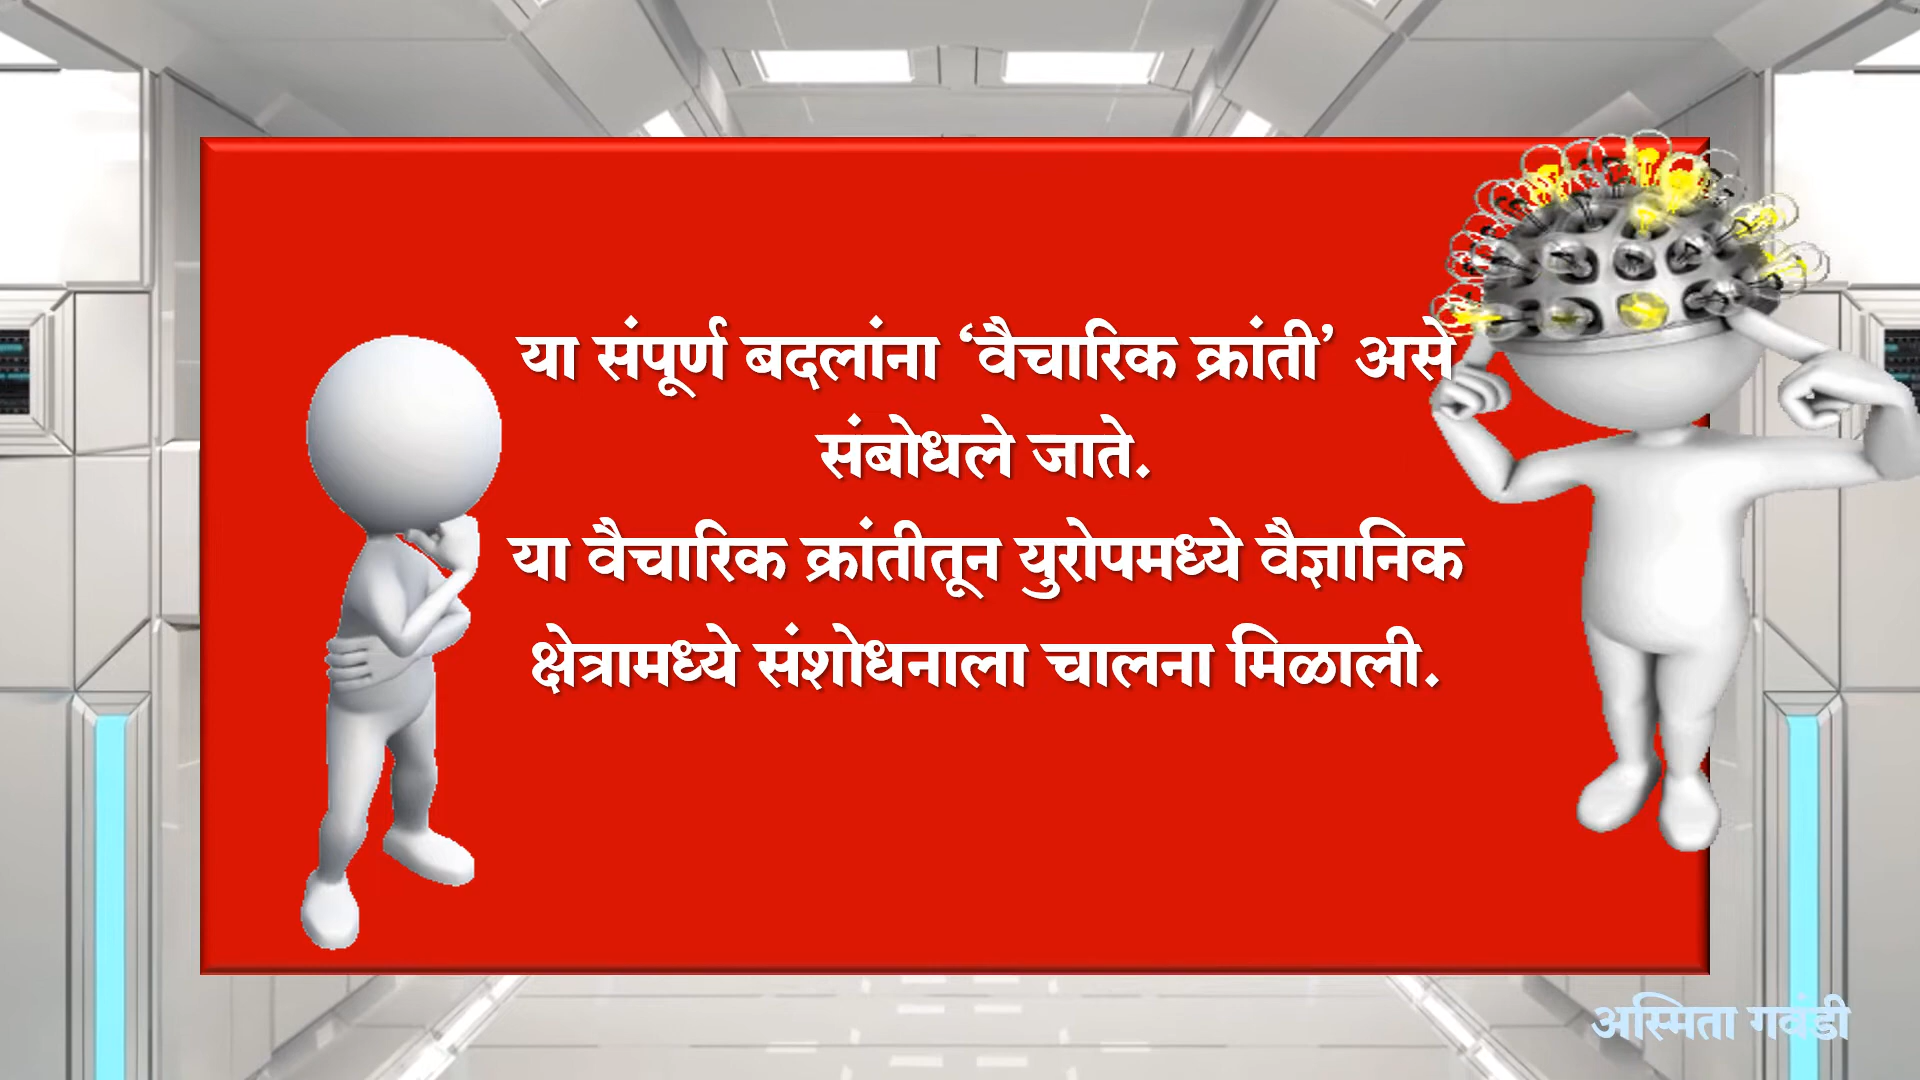 या संपूर्ण बदलांना ‘वैचारिक क्रांती’ असे
संबोधले जाते.
या वैचारिक क्रांतीतून युरोपमध्ये वैज्ञानिक
क्षेत्रामध्ये संशोधनाला चालना मिळाली.
अस्मिता गवंडी